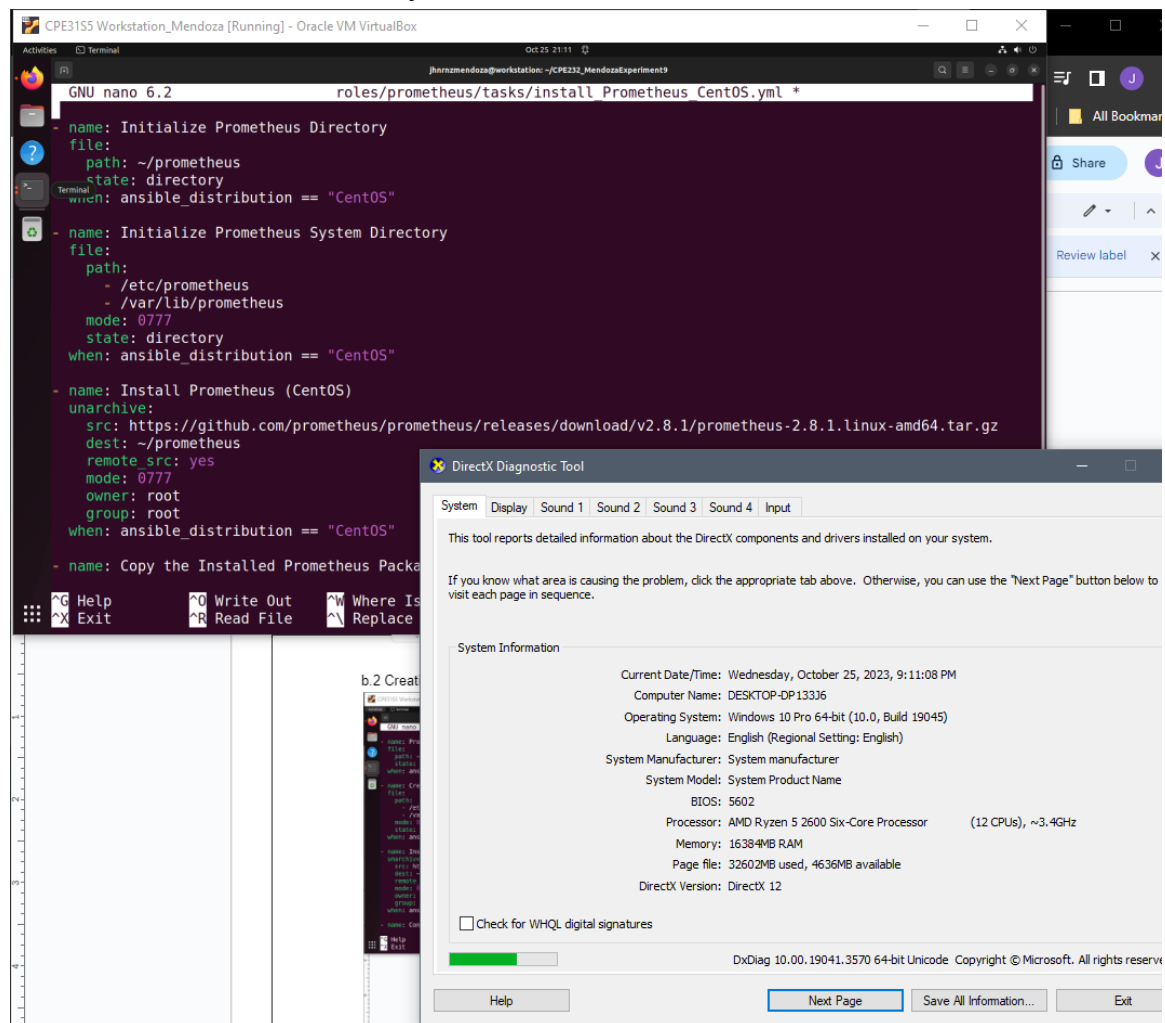 CPE31S5 Workstation_Mendoza [Running] - Oracle VM VirtualBox
Activities
Terminal
Oct 25 21:11
jhnrnzmendoza@workstation: ~/CPE232_MendozaExperiment9
GNU nano 6.2 roles/prometheus/tasks/install_Prometheus_CentOS.yml *
- name: Initialize Prometheus Directory
file:
path: ~/prometheus
state: directory
Terminal
when: ansible_distribution == "CentOS"
- name: Initialize Prometheus System Directory
file:
path:
- /etc/prometheus
- /var/lib/prometheus
mode: 0777
state: directory
when: ansible_distribution == "CentOS"
- name: Install Prometheus (CentOS)
unarchive:
src: https://github.com/prometheus/prometheus/releases/download/v2.8.1/prometheus-2.8.1.linux-amd64.tar.gz
dest: ~/prometheus
remote_src: yes
mode: 0777
owner: root
group: root
when: ansible_distribution == "CentOS"
- name: Copy the Installed Prometheus Packa
^G Help ^O Write Out ^W Where Is
^X Exit ^R Read File ^\ Replace
J
All Bookmar
Share
J
Review label
b.2 Creat
DirectX Diagnostic Tool
System Display Sound 1 Sound 2 Sound 3 Sound 4 Input
This tool reports detailed information about the DirectX components and drivers installed on your system.
If you know what area is causing the problem, click the appropriate tab above. Otherwise, you can use the "Next Page" button below to
visit each page in sequence.
System Information
Current Date/Time: Wednesday, October 25, 2023, 9:11:08 PM
Computer Name: DESKTOP-DP133J6
Operating System: Windows 10 Pro 64-bit (10.0, Build 19045)
Language: English (Regional Setting: English)
System Manufacturer: System manufacturer
System Model: System Product Name
BIOS: 5602
Processor: AMD Ryzen 5 2600 Six-Core Processor (12 CPUs), ~3.4GHz
Memory: 16384MB RAM
Page file: 32602MB used, 4636MB available
DirectX Version: DirectX 12
Check for WHQL digital signatures
DxDiag 10.00.19041.3570 64-bit Unicode Copyright © Microsoft. All rights reserve
Help Next Page Save All Information... Exit